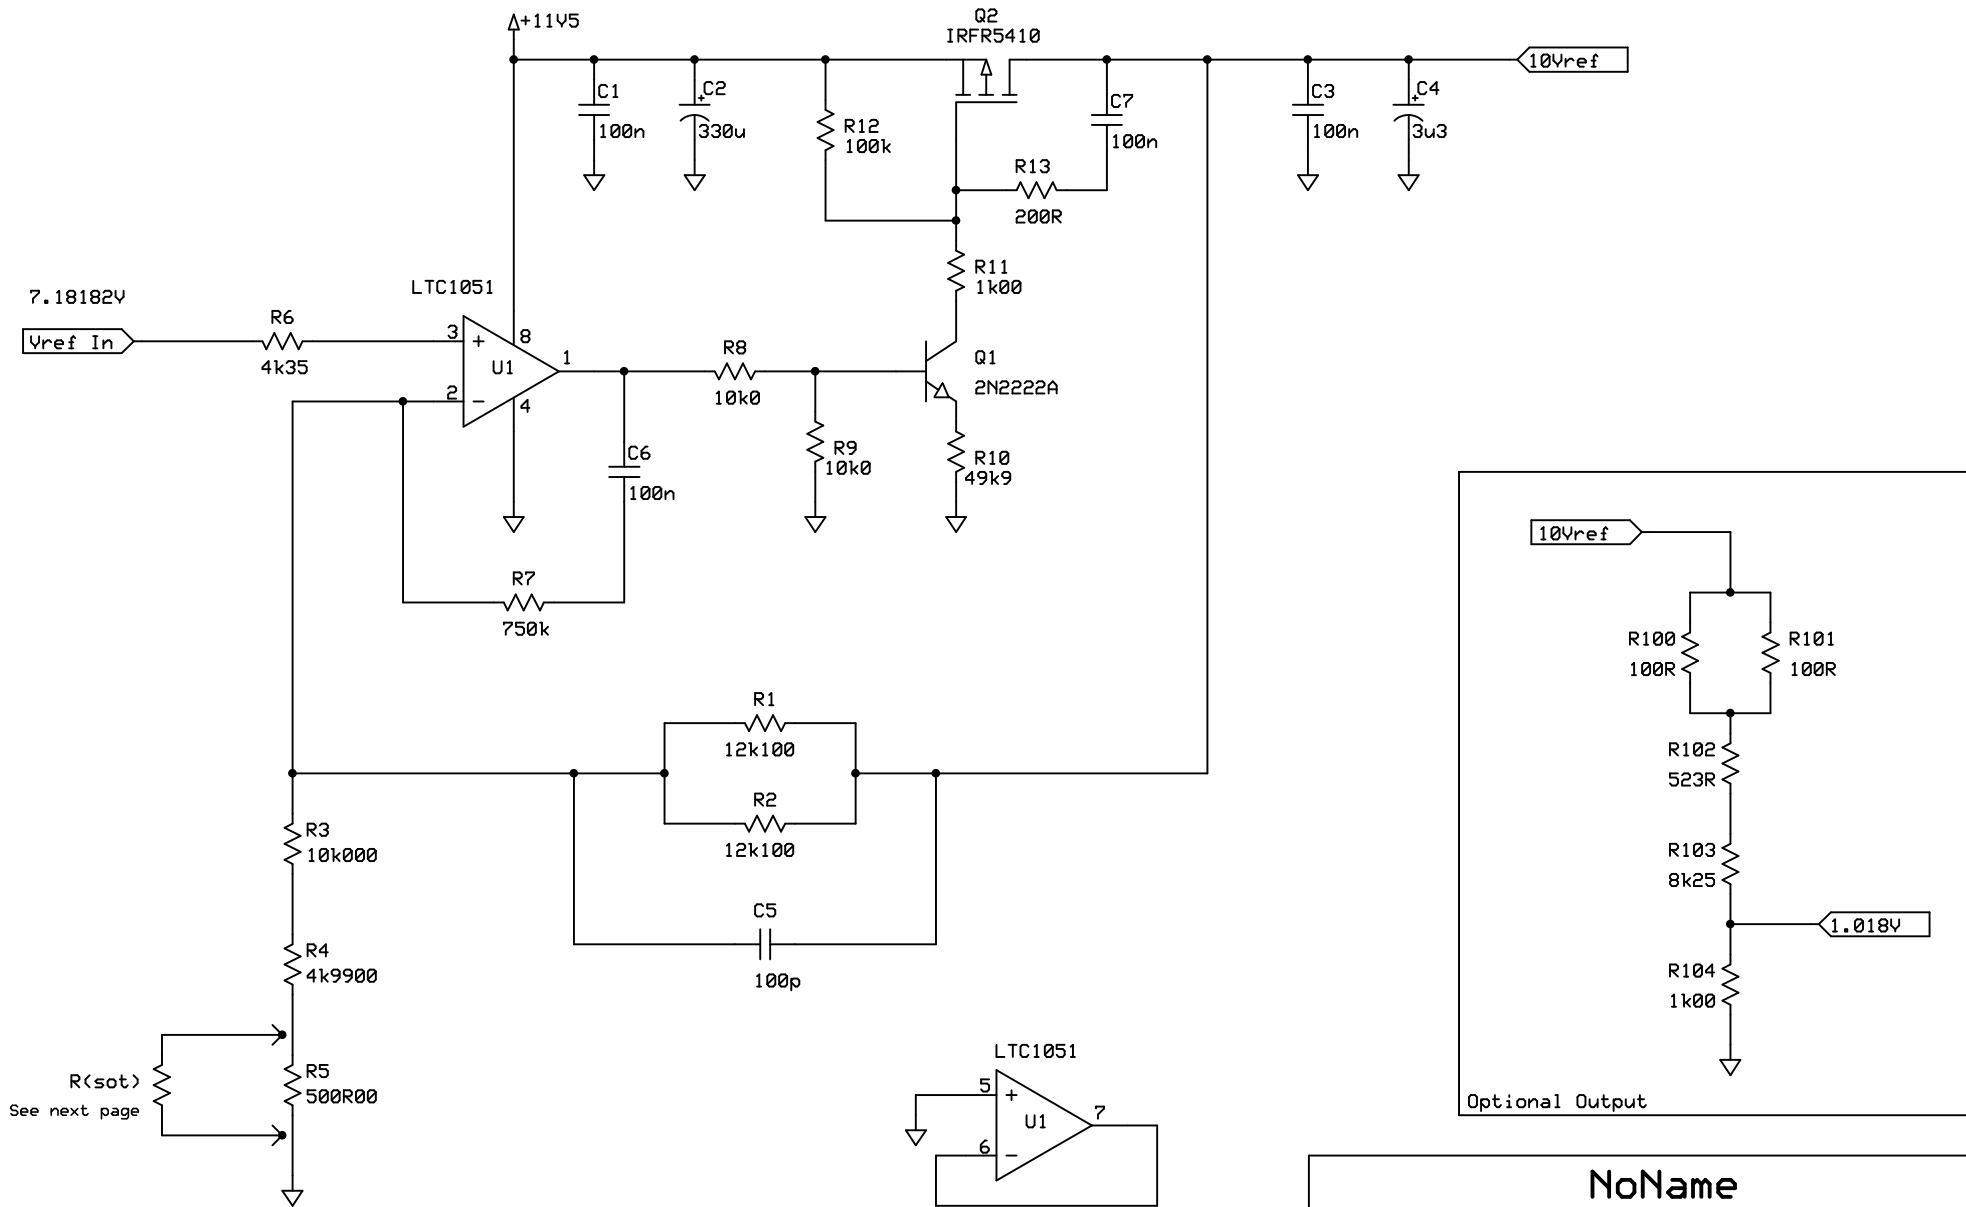 +11V5
Q2
IRFR5410
10Vref
C1
100n
C2
+
330u
R12
100k
C7
100n
C3
100n
C4
+
3u3
R13
200R
R11
1k00
7.18182V
Vref In
R6
4k35
LTC1051
3
+
8
U1
1
2
-
4
R8
10k0
Q1
2N2222A
R9
10k0
R10
49k9
C6
100n
R7
750k
10Vref
R100
100R
R101
100R
R102
523R
R103
8k25
1.018V
R104
1k00
Optional Output
R1
12k100
R2
12k100
C5
100p
R3
10k000
R4
4k9900
R(sot)
See next page
R5
500R00
LTC1051
5
+
U1
7
6
-
NoName